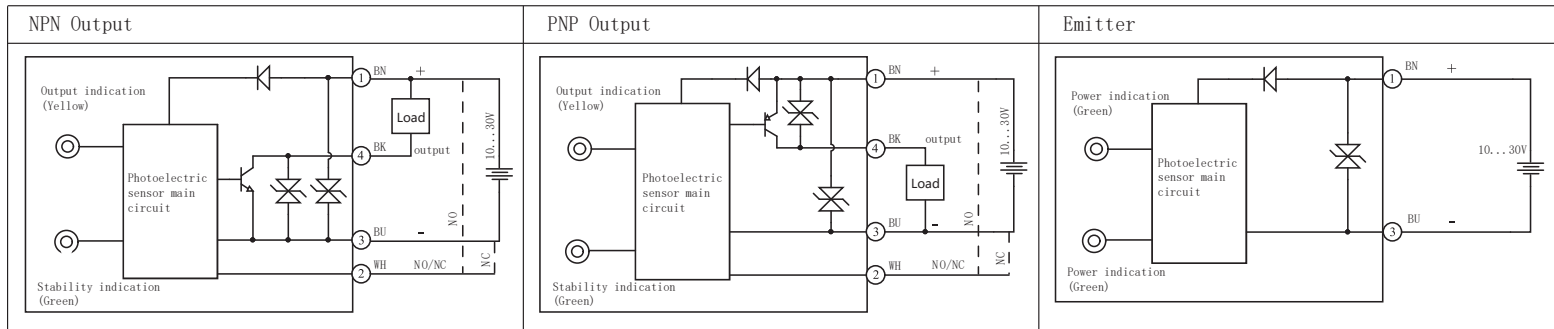 NPN Output
Output indication
(Yellow)
Photoelectric
sensor main
circuit
Stability indication
(Green)
1
BN
+
Load
4
BK
output
10...30V
NO
3
BU
-
NC
2
WH
NO/NC
PNP Output
Output indication
(Yellow)
Photoelectric
sensor main
circuit
Stability indication
(Green)
1
BN
+
4
BK
output
Load
10...30V
NO
3
BU
-
NC
2
WH
NO/NC
Emitter
Power indication
(Green)
Photoelectric
sensor main
circuit
Power indication
(Green)
1
BN
+
10...30V
3
BU
-